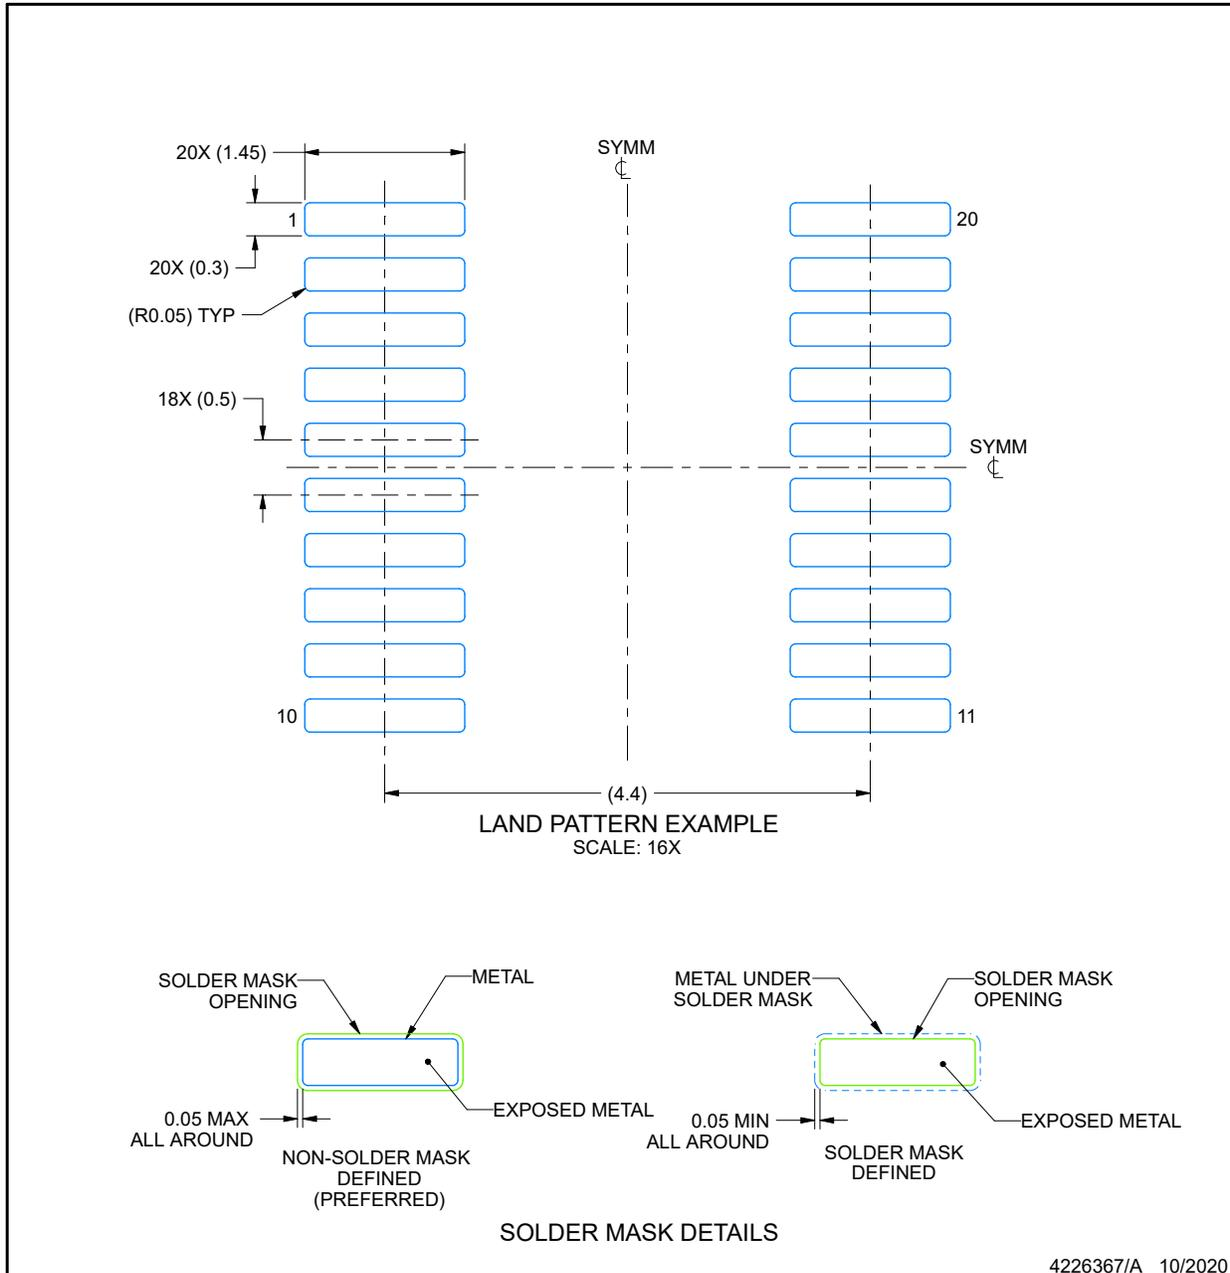 SYMM
20X (1.45)
1
20
20X (0.3)
(R0.05) TYP
18X (0.5)
SYMM
10
11
(4.4)
LAND PATTERN EXAMPLE
SCALE: 16X
SOLDER MASK
OPENING
METAL
EXPOSED METAL
0.05 MAX
ALL AROUND
NON-SOLDER MASK
DEFINED
(PREFERRED)
METAL UNDER
SOLDER MASK
SOLDER MASK
OPENING
EXPOSED METAL
0.05 MIN
ALL AROUND
SOLDER MASK
DEFINED
SOLDER MASK DETAILS
4226367/A 10/2020